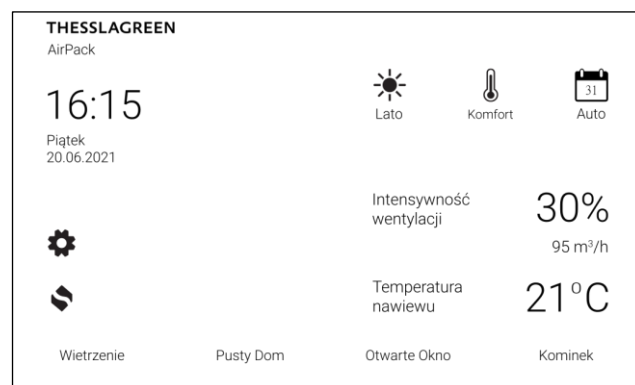 THESSLAGREEN
AirPack
16:15
Piątek
20.06.2021
31
Lato
Komfort
Auto
Intensywność
wentylacji
30%
95 m³/h
Temperatura
nawiewu
21°C
Wietrzenie
Pusty Dom
Otwarte Okno
Kominek